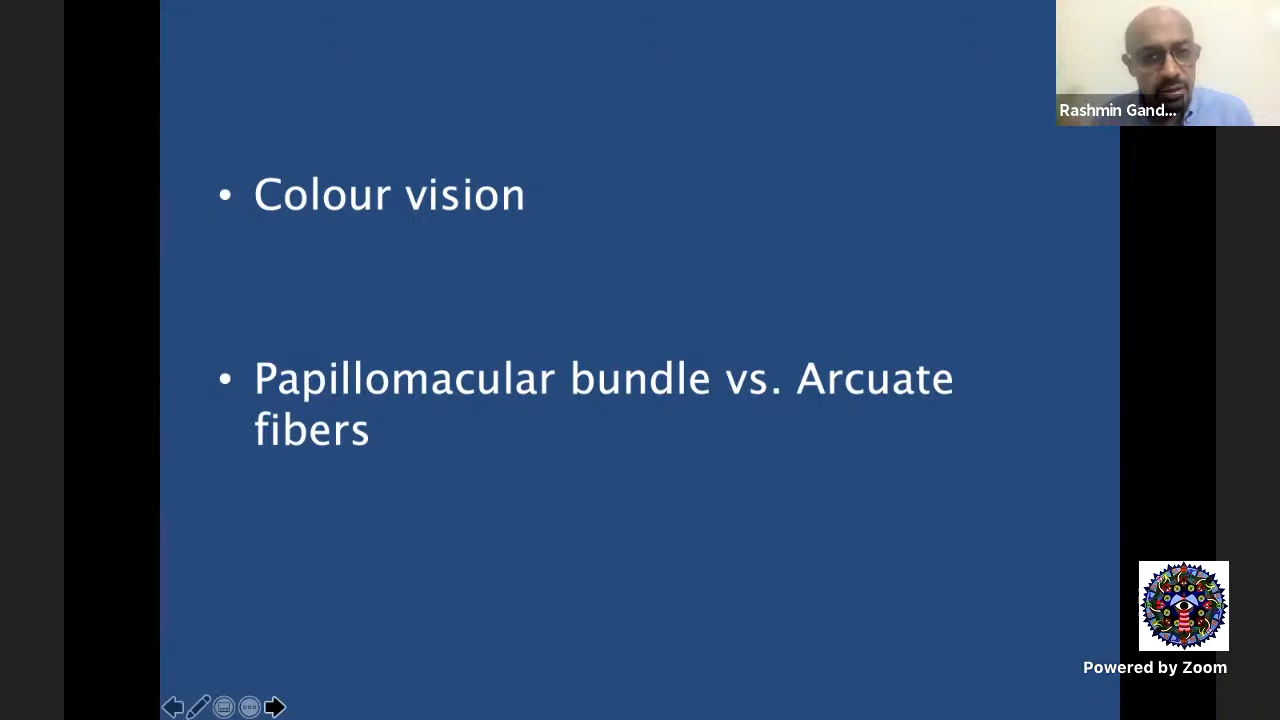 Rashmin Gand...
• Colour vision
• Papillomacular bundle vs. Arcuate
fibers
Powered by Zoom